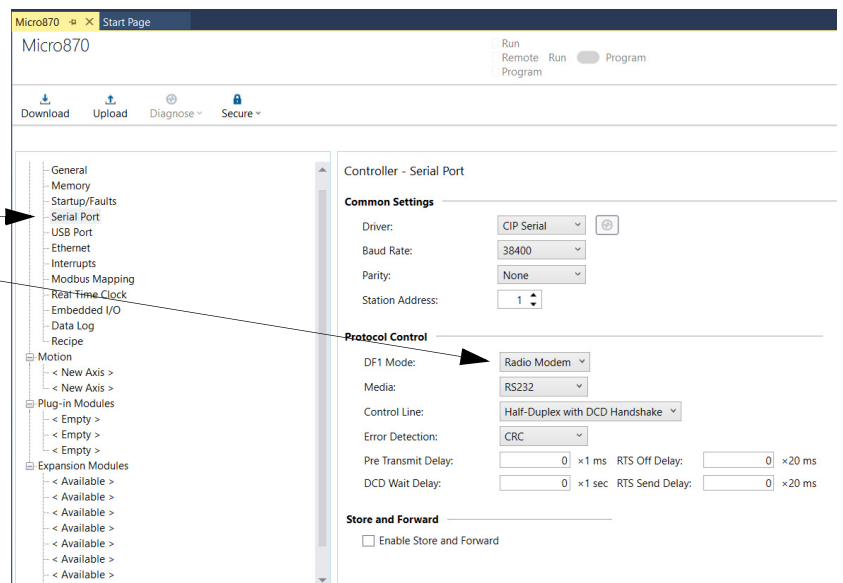 Micro870
Start Page
Micro870
Run
Remote Run Program
Program
Download Upload Diagnose Secure
General
Memory
Startup/Faults
Serial Port
USB Port
Ethernet
Interrupts
Modbus Mapping
Real Time Clock
Embedded I/O
Data Log
Recipe
Motion
< New Axis >
< New Axis >
Plug-in Modules
< Empty >
< Empty >
< Empty >
Expansion Modules
< Available >
< Available >
< Available >
< Available >
< Available >
< Available >
< Available >
Controller - Serial Port
Common Settings
Driver: CIP Serial
Baud Rate: 38400
Parity: None
Station Address: 1
Protocol Control
DF1 Mode: Radio Modem
Media: RS232
Control Line: Half-Duplex with DCD Handshake
Error Detection: CRC
Pre Transmit Delay: 0 ×1 ms RTS Off Delay: 0 ×20 ms
DCD Wait Delay: 0 ×1 sec RTS Send Delay: 0 ×20 ms
Store and Forward
Enable Store and Forward